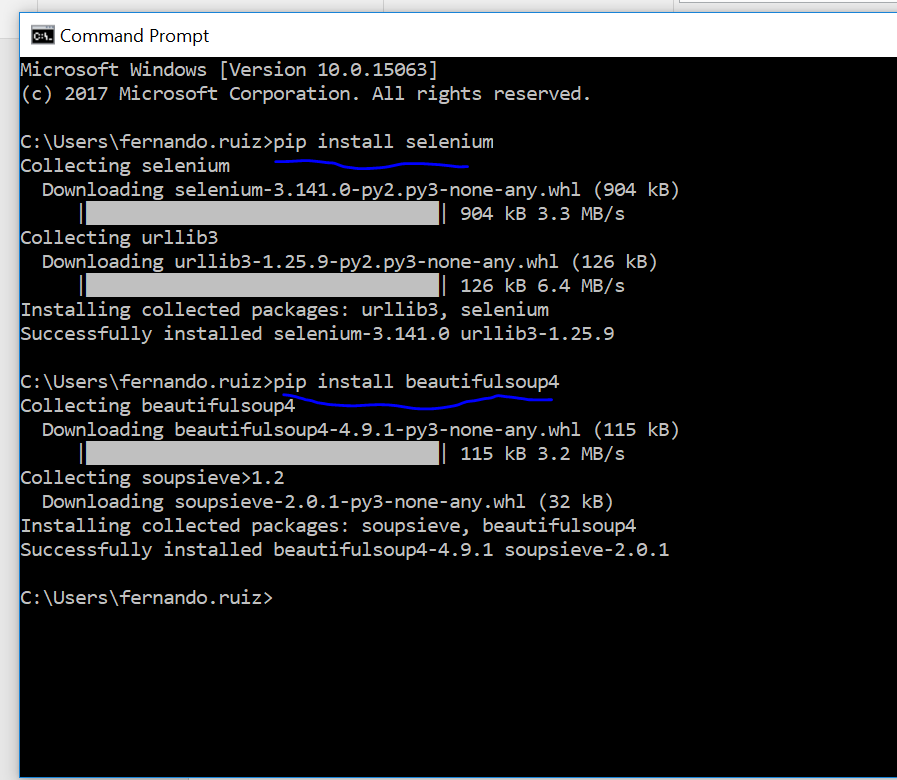 Command Prompt
Microsoft Windows [Version 10.0.15063]
(c) 2017 Microsoft Corporation. All rights reserved.
C:\Users\fernando.ruiz>pip install selenium
Collecting selenium
Downloading selenium-3.141.0-py2.py3-none-any.whl (904 kB)
|████████████████████████████████| 904 kB 3.3 MB/s
Collecting urllib3
Downloading urllib3-1.25.9-py2.py3-none-any.whl (126 kB)
|████████████████████████████████| 126 kB 6.4 MB/s
Installing collected packages: urllib3, selenium
Successfully installed selenium-3.141.0 urllib3-1.25.9
C:\Users\fernando.ruiz>pip install beautifulsoup4
Collecting beautifulsoup4
Downloading beautifulsoup4-4.9.1-py3-none-any.whl (115 kB)
|████████████████████████████████| 115 kB 3.2 MB/s
Collecting soupsieve>1.2
Downloading soupsieve-2.0.1-py3-none-any.whl (32 kB)
Installing collected packages: soupsieve, beautifulsoup4
Successfully installed beautifulsoup4-4.9.1 soupsieve-2.0.1
C:\Users\fernando.ruiz>